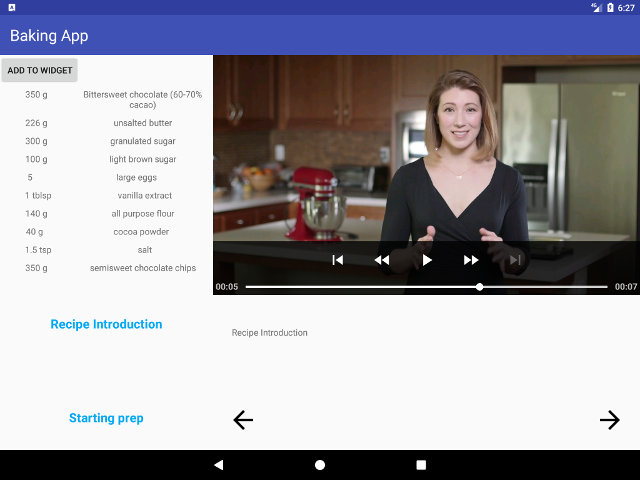 4G 6:27
Baking App
ADD TO WIDGET
350 g Bittersweet chocolate (60-70% cacao)
226 g unsalted butter
300 g granulated sugar
100 g light brown sugar
5 large eggs
1 tblsp vanilla extract
140 g all purpose flour
40 g cocoa powder
1.5 tsp salt
350 g semisweet chocolate chips
Recipe Introduction
Starting prep
00:05 00:07
Recipe Introduction